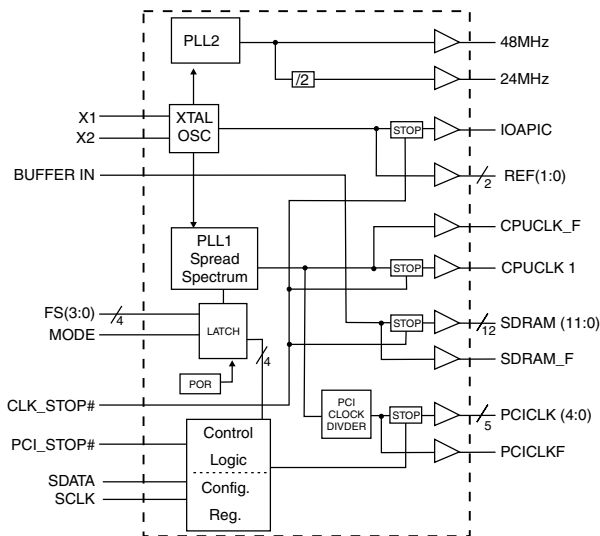 PLL2
48MHz
/2
24MHz
X1
XTAL
OSC
X2
STOP
IOAPIC
BUFFER IN
REF(1:0)
2
PLL1
Spread
Spectrum
CPUCLK_F
STOP
CPUCLK 1
FS(3:0)
4
MODE
LATCH
STOP
SDRAM (11:0)
12
4
SDRAM_F
POR
CLK_STOP#
PCI
CLOCK
DIVDER
STOP
PCICLK (4:0)
5
PCI_STOP#
Control
Logic
PCICLKF
SDATA
SCLK
Config.
Reg.